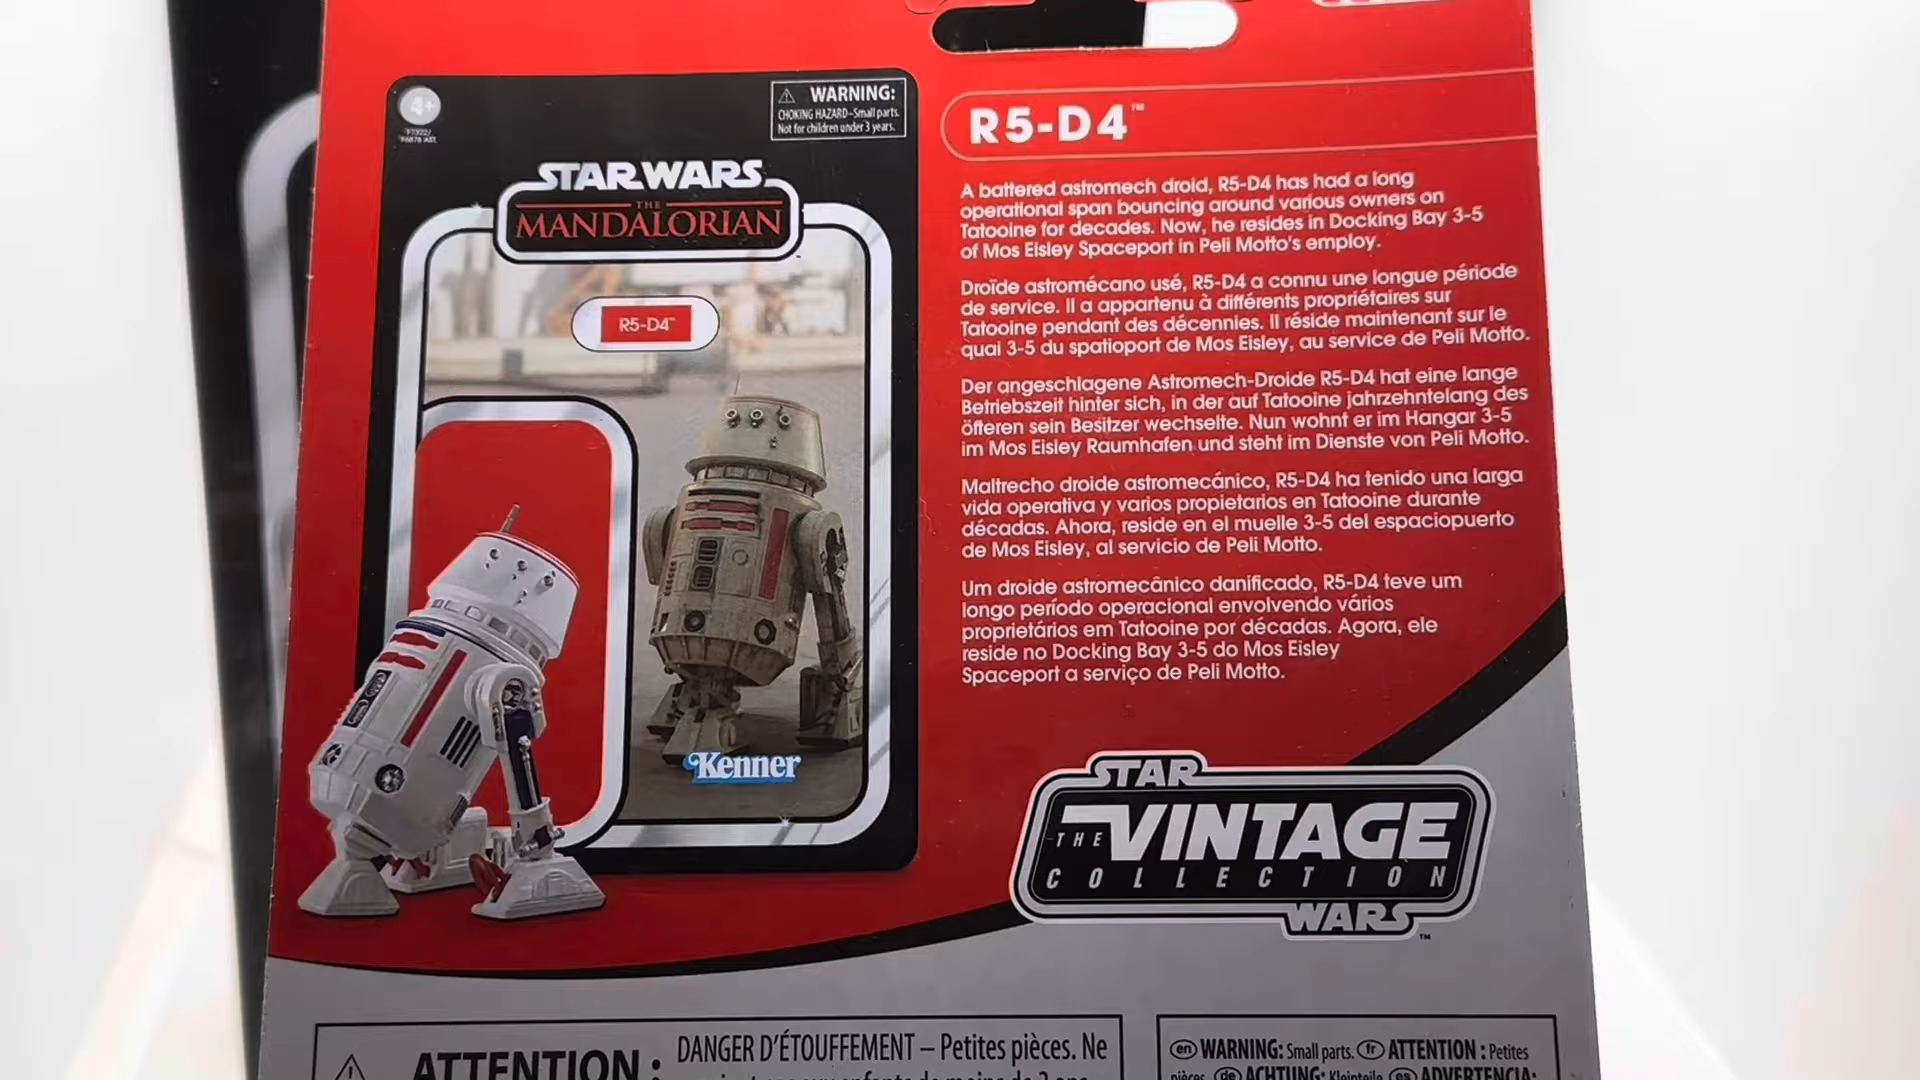 4+
WARNING:
CHOKING HAZARD–Small parts.
Not for children under 3 years.
STAR WARS
THE
MANDALORIAN
R5-D4™
Kenner
R5-D4™
A battered astromech droid, R5-D4 has had a long
operational span bouncing around various owners on
Tatooine for decades. Now, he resides in Docking Bay 3-5
of Mos Eisley Spaceport in Peli Motto's employ.
Droïde astromécano usé, R5-D4 a connu une longue période
de service. Il a appartenu à différents propriétaires sur
Tatooine pendant des décennies. Il réside maintenant sur le
quai 3-5 du spatioport de Mos Eisley, au service de Peli Motto.
Der angeschlagene Astromech-Droide R5-D4 hat eine lange
Betriebszeit hinter sich, in der auf Tatooine jahrzehntelang des
öfteren sein Besitzer wechselte. Nun wohnt er im Hangar 3-5
im Mos Eisley Raumhafen und steht im Dienste von Peli Motto.
Maltrecho droide astromecánico, R5-D4 ha tenido una larga
vida operativa y varios propietarios en Tatooine durante
décadas. Ahora, reside en el muelle 3-5 del espaciopuerto
de Mos Eisley, al servicio de Peli Motto.
Um droide astromecânico danificado, R5-D4 teve um
longo período operacional envolvendo vários
proprietários em Tatooine por décadas. Agora, ele
reside no Docking Bay 3-5 do Mos Eisley
Spaceport a serviço de Peli Motto.
STAR
THE VINTAGE
COLLECTION
WARS™
ATTENTION :
DANGER D'ÉTOUFFEMENT – Petites pièces. Ne
en WARNING: Small parts. fr ATTENTION : Petites
pièces. de ACHTUNG: Kleinteile. es ADVERTENCIA: